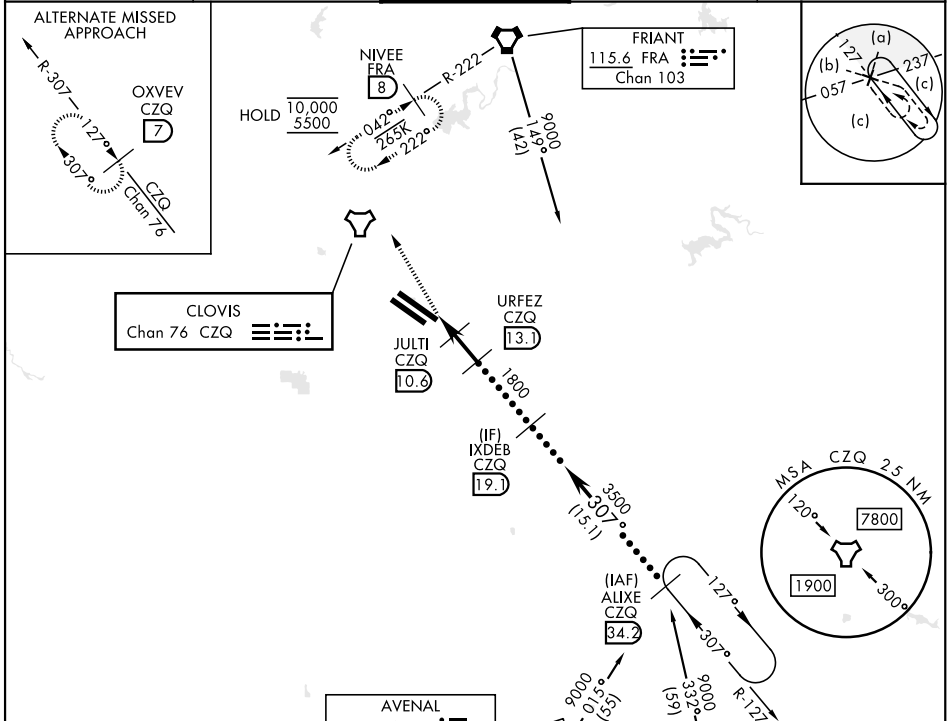 ALTERNATE MISSED
APPROACH
R-307
OXVEV
CZQ
7
127°
307°
CZQ
Chan 76
NIVEE
FRA
8
R-222
HOLD
10,000
5500
042°
265K
222°
FRIANT
115.6 FRA
Chan 103
9000
149°
(42)
(a)
127
237
(b)
057
(c)
(c)
CLOVIS
Chan 76 CZQ
JULTI
CZQ
10.6
URFEZ
CZQ
13.1
1800
(IF)
IXDEB
CZQ
19.1
3500
307°
(15.1)
MSA CZQ 25 NM
120°
7800
1900
300°
(IAF)
ALIXE
CZQ
34.2
127°
307°
R-127
9000
015°
(55)
9000
332°
(59)
AVENAL